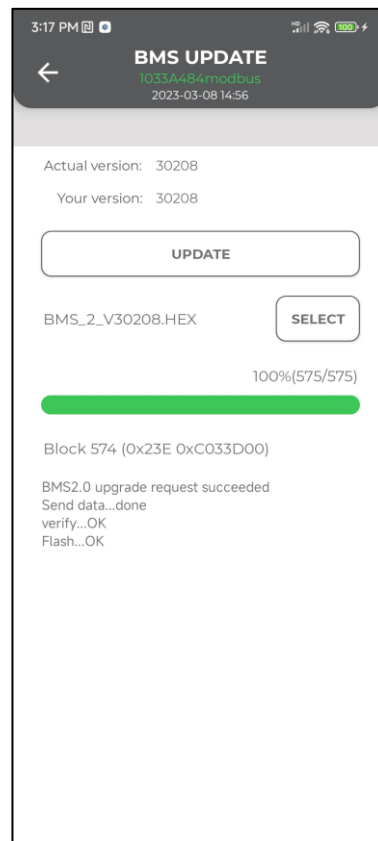 3:17 PM
HD
100
BMS UPDATE
1033A484modbus
2023-03-08 14:56
Actual version: 30208
Your version: 30208
UPDATE
BMS_2_V30208.HEX
SELECT
100%(575/575)
Block 574 (0x23E 0xC033D00)
BMS2.0 upgrade request succeeded
Send data...done
verify...OK
Flash...OK